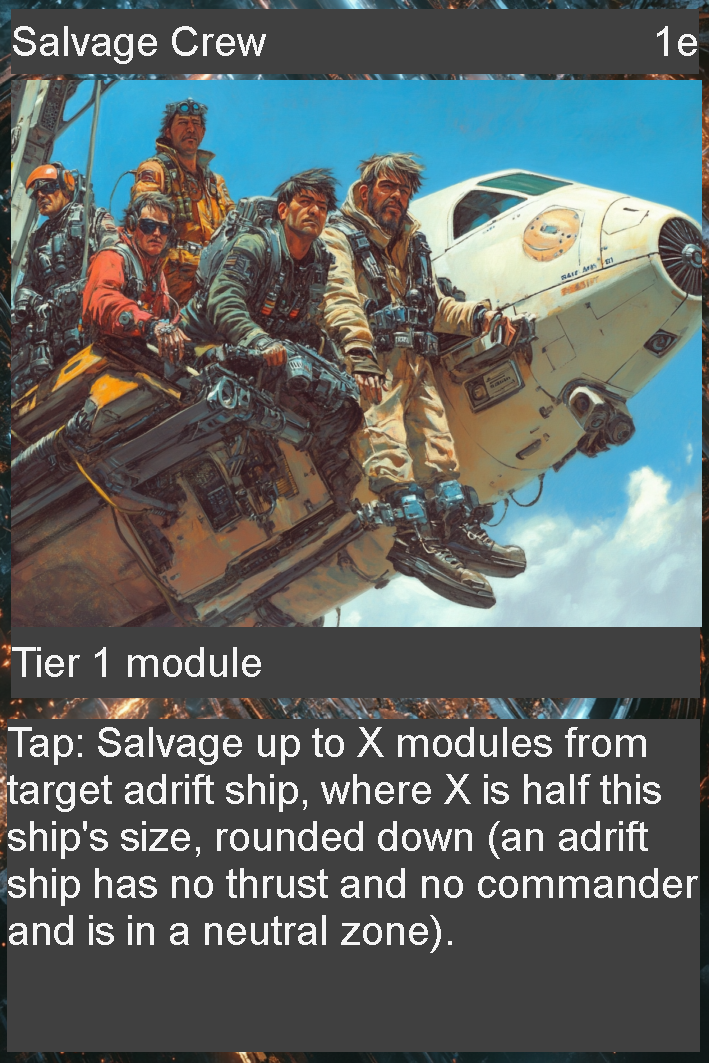 Salvage Crew 1e
Tier 1 module
Tap: Salvage up to X modules from
target adrift ship, where X is half this
ship's size, rounded down (an adrift
ship has no thrust and no commander
and is in a neutral zone).